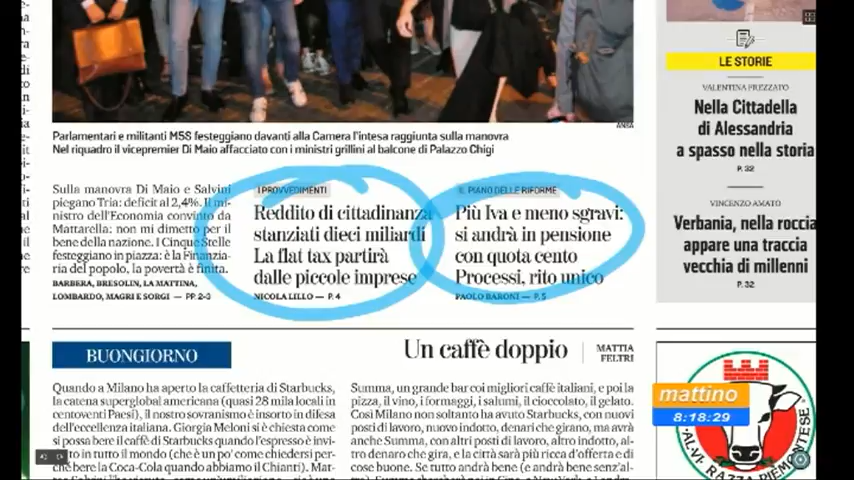 ANSA
Parlamentari e militanti M5S festeggiano davanti alla Camera l'intesa raggiunta sulla manovra
Nel riquadro il vicepremier Di Maio affacciato con i ministri grillini al balcone di Palazzo Chigi
Sulla manovra Di Maio e Salvini
piegano Tria: deficit al 2,4%. Il mi-
nistro dell'Economia convinto da
Mattarella: non mi dimetto per il
bene della nazione. I Cinque Stelle
festeggiano in piazza: è la Finanzia-
ria del popolo, la povertà è finita.
BARBERA, BRESOLIN, LA MATTINA,
LOMBARDO, MAGRI E SORGI — PP. 2-3
I PROVVEDIMENTI
Reddito di cittadinanza
stanziati dieci miliardi
La flat tax partirà
dalle piccole imprese
NICOLA LILLO — P. 4
IL PIANO DELLE RIFORME
Più Iva e meno sgravi:
si andrà in pensione
con quota cento
Processi, rito unico
PAOLO BARONI — P. 5
LE STORIE
VALENTINA FREZZATO
Nella Cittadella
di Alessandria
a spasso nella storia
P. 32
VINCENZO AMATO
Verbania, nella roccia
appare una traccia
vecchia di millenni
P. 32
BUONGIORNO
Un caffè doppio
MATTIA
FELTRI
Quando a Milano ha aperto la caffetteria di Starbucks,
la catena superglobal americana (quasi 28 mila locali in
centoventi Paesi), il nostro sovranismo è insorto in difesa
dell'eccellenza italiana. Giorgia Meloni si è chiesta come
si possa bere il caffè di Starbucks quando l'espresso è invi-
to in tutto il mondo (che è un po' come chiedersi per-
ché bere la Coca-Cola quando abbiamo il Chianti). Mat-
Summa, un grande bar coi migliori caffè italiani, e poi la
pizza, il vino, i formaggi, i salumi, il cioccolato, il gelato.
Così Milano non soltanto ha avuto Starbucks, con nuovi
posti di lavoro, nuovo indotto, denari che girano, ma avrà
anche Summa, con altri posti di lavoro, altro indotto, al-
tro denaro che gira, e la città sarà più ricca d'offerta e di
cose buone. Se tutto andrà bene (e andrà bene senz'al-
mattino
8:18:29
AL.VI.
RAZZA PIEMONTESE